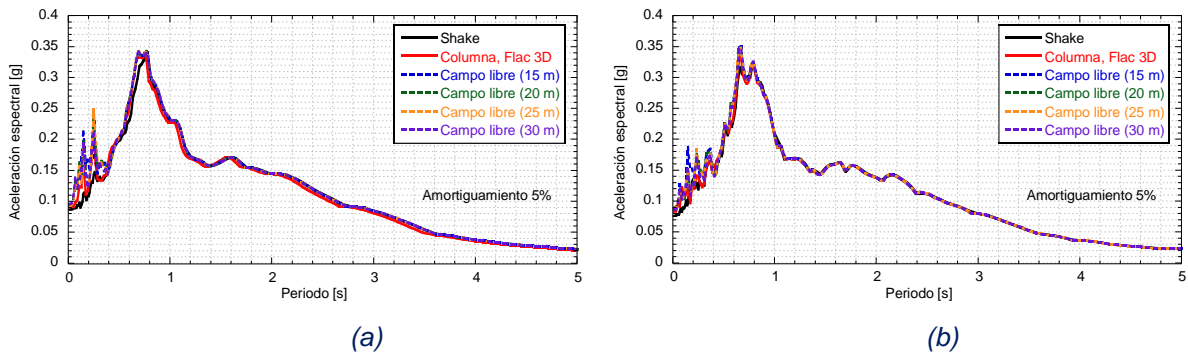 Aceleración espectral [g]
0.4
0.35
0.3
0.25
0.2
0.15
0.1
0.05
0
Shake
Columna, Flac 3D
Campo libre (15 m)
Campo libre (20 m)
Campo libre (25 m)
Campo libre (30 m)
Amortiguamiento 5%
0 1 2 3 4 5
Periodo [s]
(a)
Aceleración espectral [g]
0.4
0.35
0.3
0.25
0.2
0.15
0.1
0.05
0
Shake
Columna, Flac 3D
Campo libre (15 m)
Campo libre (20 m)
Campo libre (25 m)
Campo libre (30 m)
Amortiguamiento 5%
0 1 2 3 4 5
Periodo [s]
(b)